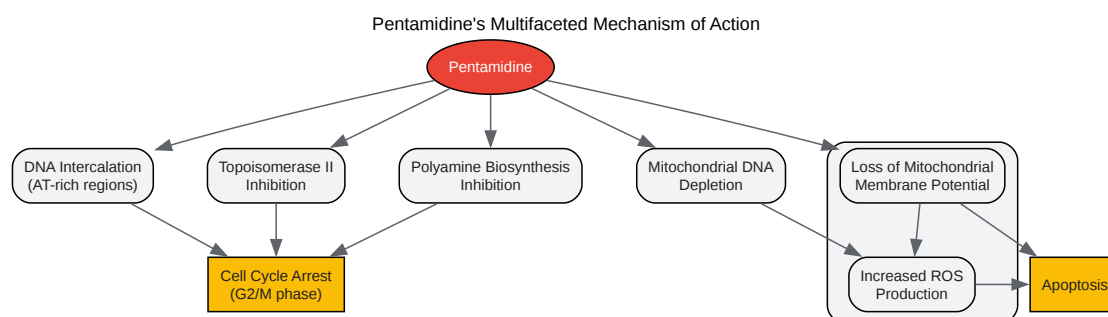 Pentamidine's Multifaceted Mechanism of Action
Pentamidine
DNA Intercalation
(AT-rich regions)
Topoisomerase II
Inhibition
Polyamine Biosynthesis
Inhibition
Mitochondrial DNA
Depletion
Loss of Mitochondrial
Membrane Potential
Cell Cycle Arrest
(G2/M phase)
Increased ROS
Production
Apoptosis